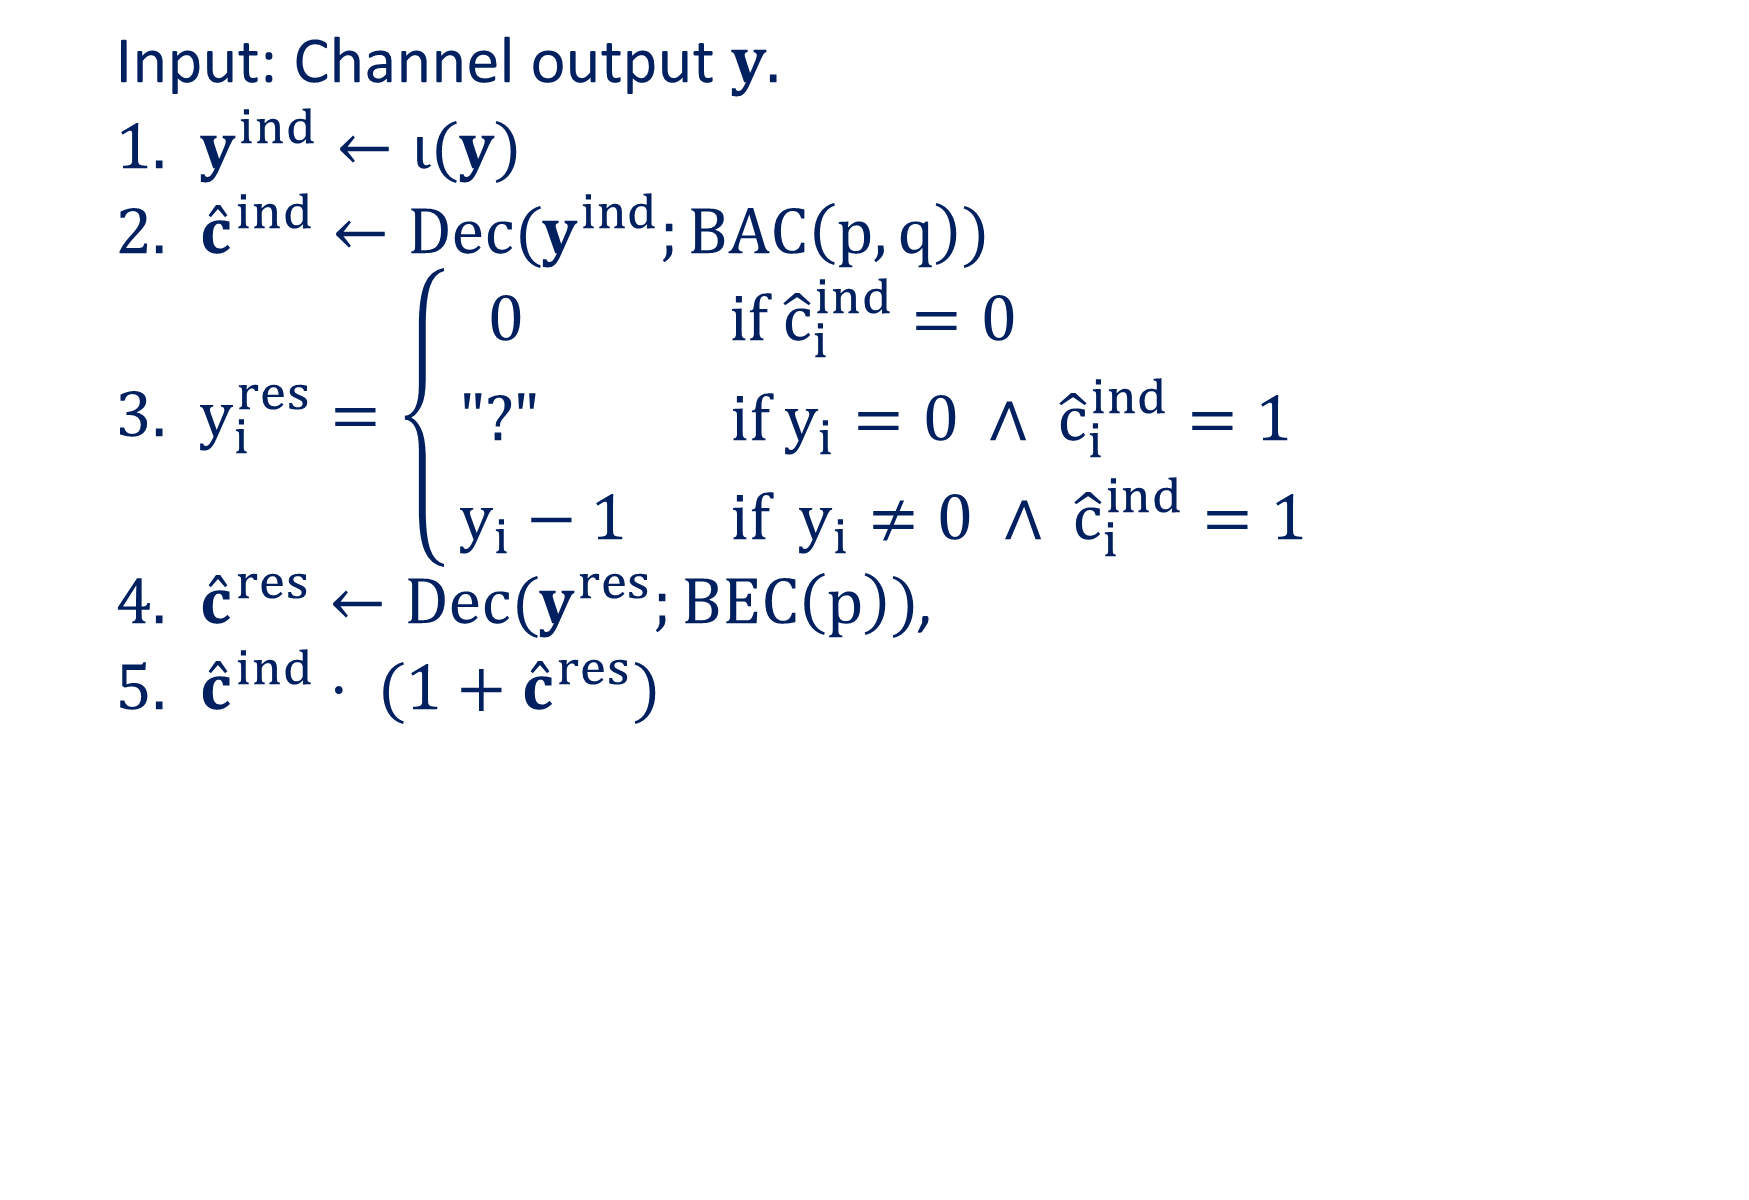 Input: Channel output 𝐲.
1. 𝐲^ind ← ι(𝐲)
2. 𝐜̂^ind ← Dec(𝐲^ind; BAC(p, q))
3. y_i^res = { 0 if ĉ_i^ind = 0
"?" if y_i = 0 ∧ ĉ_i^ind = 1
y_i − 1 if y_i ≠ 0 ∧ ĉ_i^ind = 1
4. 𝐜̂^res ← Dec(𝐲^res; BEC(p)),
5. 𝐜̂^ind · (1 + 𝐜̂^res)